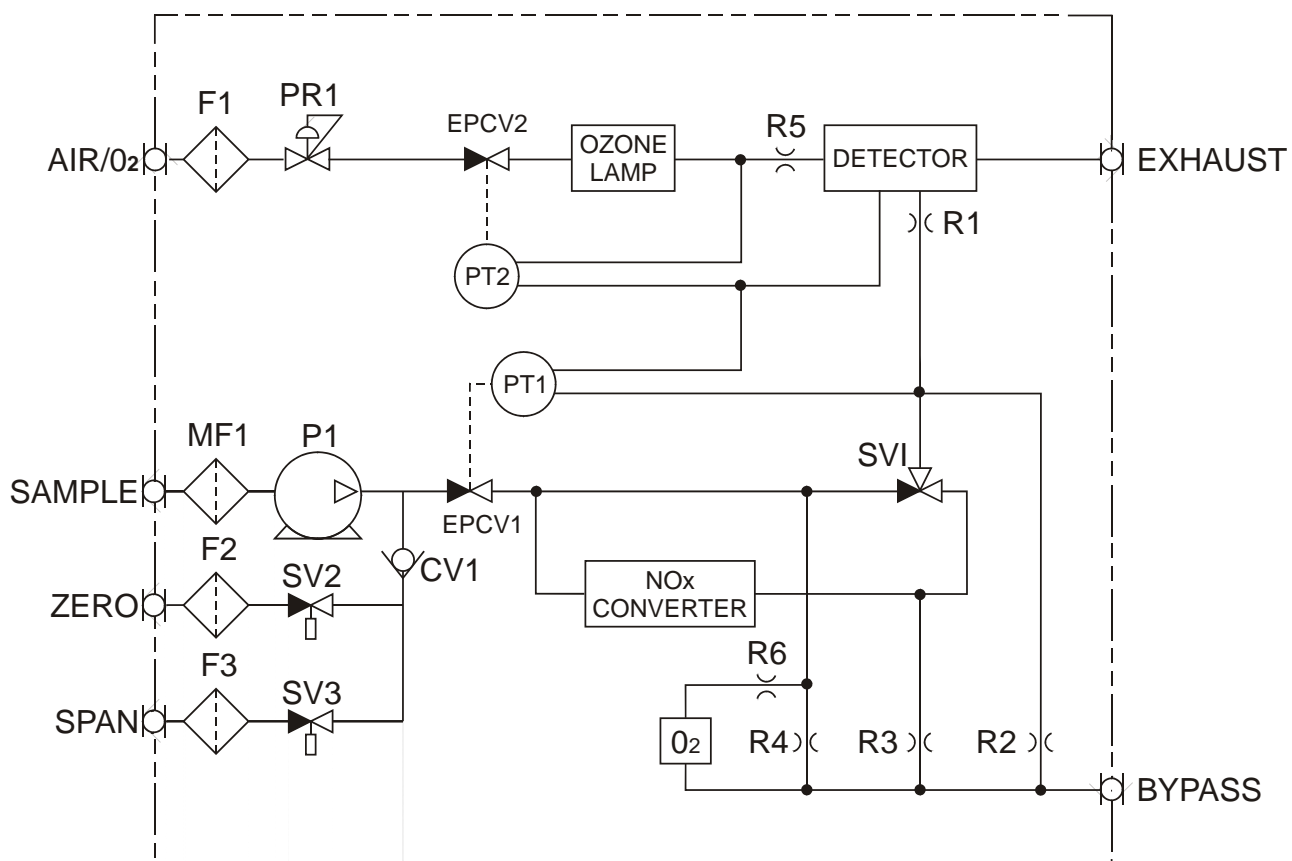 F1
PR1
EPCV2
OZONE
LAMP
R5
DETECTOR
AIR/02
EXHAUST
R1
PT2
PT1
MF1
P1
SVI
SAMPLE
EPCV1
F2
SV2
CV1
NOx
CONVERTER
ZERO
F3
SV3
R6
SPAN
02
R4
R3
R2
BYPASS